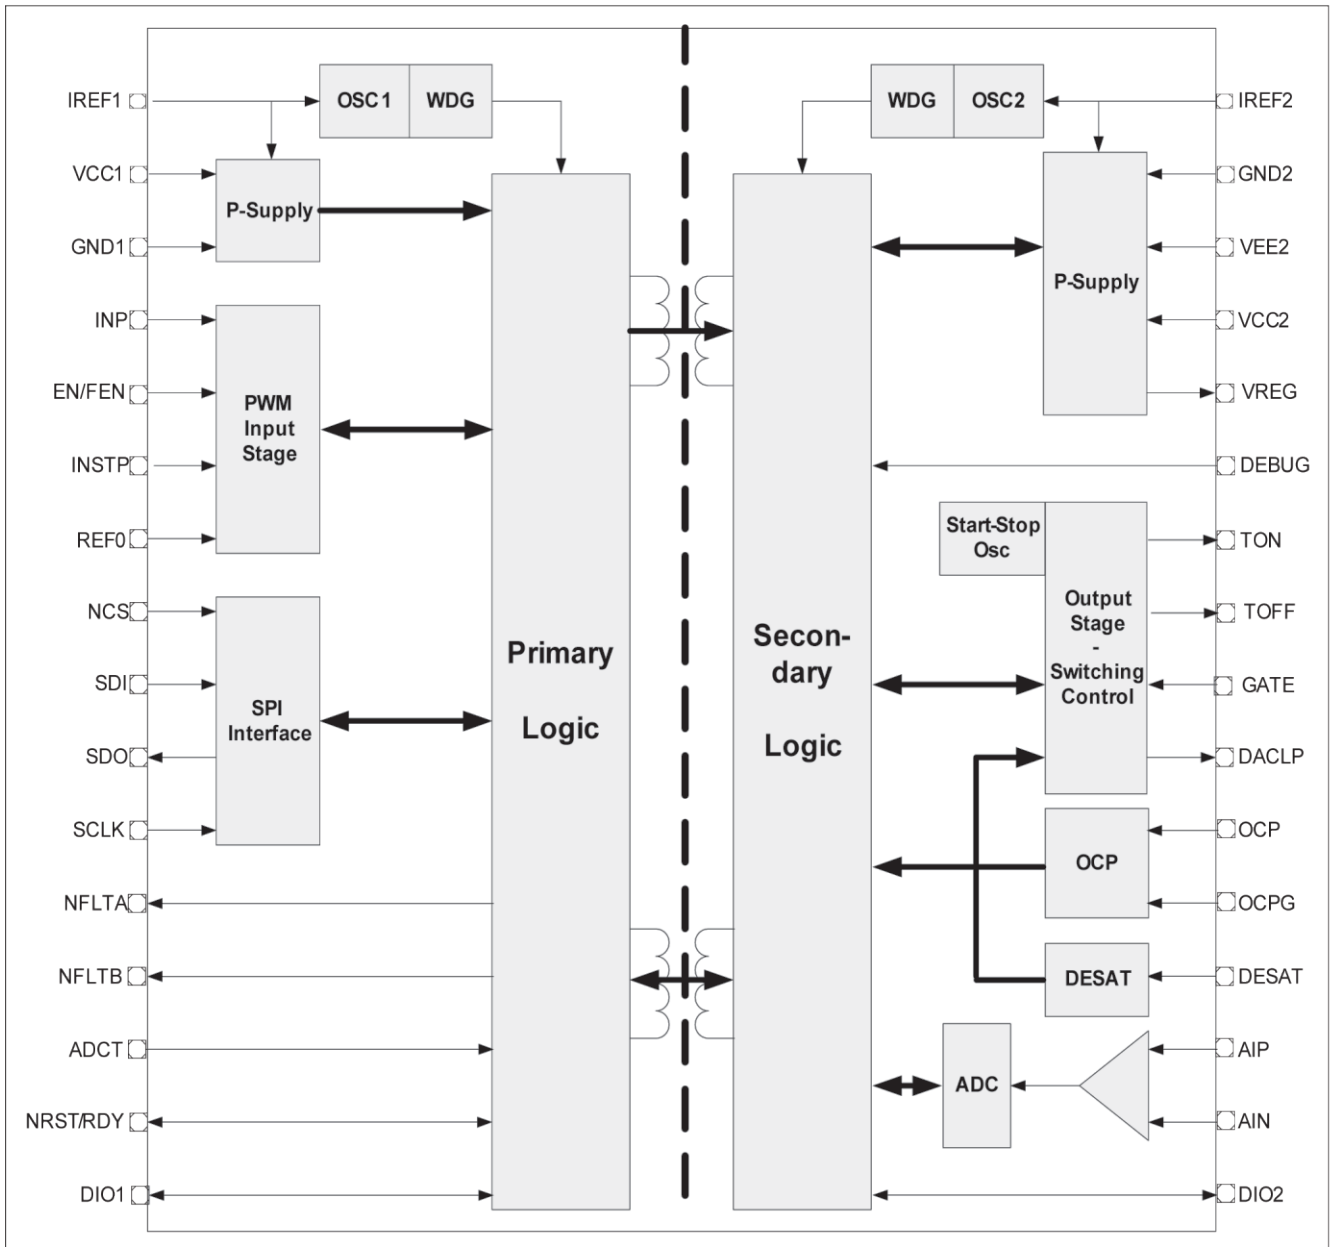 IREF1
OSC1
WDG
WDG
OSC2
IREF2
VCC1
P-Supply
GND1
GND2
VEE2
P-Supply
VCC2
VREG
INP
EN/FEN
PWM
Input
Stage
INSTP
REF0
DEBUG
Start-Stop
Osc
TON
Output
Stage
-
Switching
Control
TOFF
GATE
DACLP
NCS
SDI
SPI
Interface
SDO
SCLK
Primary
Logic
Secon-
dary
Logic
OCP
OCP
OCPG
NFLTA
NFLTB
DESAT
DESAT
ADCT
ADC
AIP
AIN
NRST/RDY
DIO1
DIO2